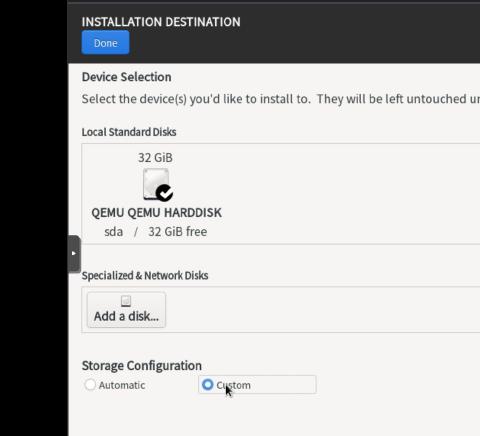 INSTALLATION DESTINATION
Done
Device Selection
Select the device(s) you'd like to install to. They will be left untouched
Local Standard Disks
32 GiB
QEMU QEMU HARDDISK
sda / 32 GiB free
Specialized & Network Disks
Add a disk...
Storage Configuration
Automatic Custom